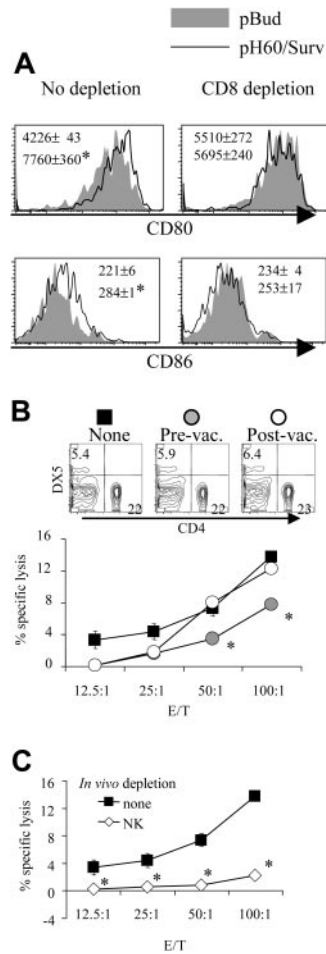 pBud
pH60/Surv
A
No depletion
CD8 depletion
4226± 43
7760±360*
5510±272
5695±240
CD80
221±6
284±1*
234± 4
253±17
CD86
B
None
Pre-vac.
Post-vac.
5.4
5.9
6.4
DX5
22
22
23
CD4
% specific lysis
16
12
8
4
0
*
*
12.5:1
25:1
50:1
100:1
E/T
C
In vivo depletion
none
NK
% specific lysis
16
12
8
4
0
-4
*
*
*
*
12.5:1
25:1
50:1
100:1
E/T